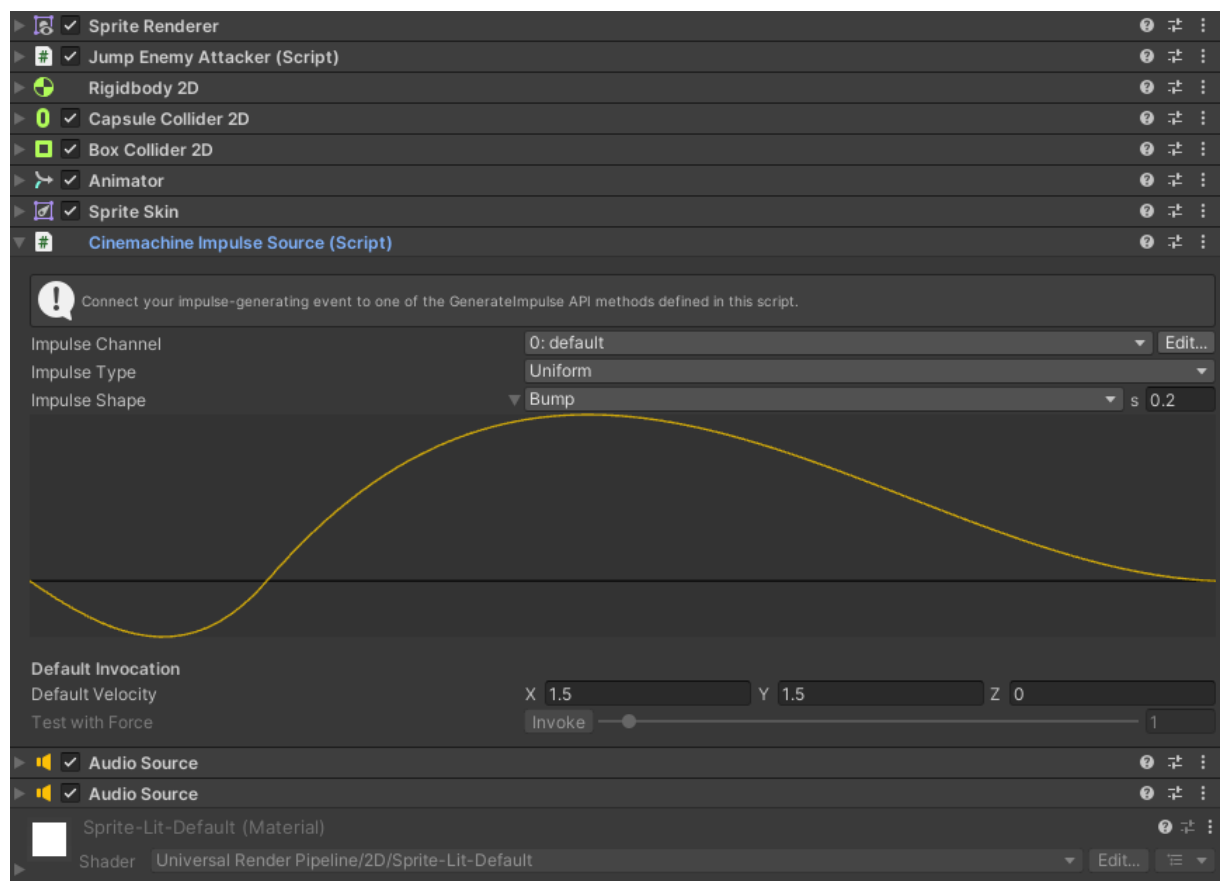 Sprite Renderer
# Jump Enemy Attacker (Script)
Rigidbody 2D
Capsule Collider 2D
Box Collider 2D
Animator
Sprite Skin
# Cinemachine Impulse Source (Script)
Connect your impulse-generating event to one of the GenerateImpulse API methods defined in this script.
Impulse Channel 0: default Edit...
Impulse Type Uniform
Impulse Shape Bump s 0.2
Default Invocation
Default Velocity X 1.5 Y 1.5 Z 0
Test with Force Invoke 1
Audio Source
Audio Source
Sprite-Lit-Default (Material)
Shader Universal Render Pipeline/2D/Sprite-Lit-Default Edit...